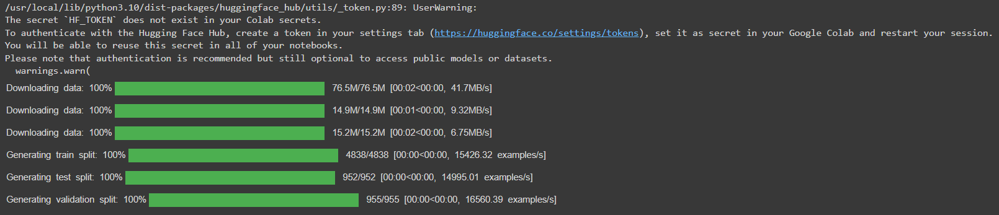 /usr/local/lib/python3.10/dist-packages/huggingface_hub/utils/_token.py:89: UserWarning:
The secret `HF_TOKEN` does not exist in your Colab secrets.
To authenticate with the Hugging Face Hub, create a token in your settings tab (https://huggingface.co/settings/tokens), set it as secret in your Google Colab and restart your session.
You will be able to reuse this secret in all of your notebooks.
Please note that authentication is recommended but still optional to access public models or datasets.
  warnings.warn(
Downloading data: 100% 76.5M/76.5M [00:02<00:00, 41.7MB/s]
Downloading data: 100% 14.9M/14.9M [00:01<00:00, 9.32MB/s]
Downloading data: 100% 15.2M/15.2M [00:02<00:00, 6.75MB/s]
Generating train split: 100% 4838/4838 [00:00<00:00, 15426.32 examples/s]
Generating test split: 100% 952/952 [00:00<00:00, 14995.01 examples/s]
Generating validation split: 100% 955/955 [00:00<00:00, 16560.39 examples/s]